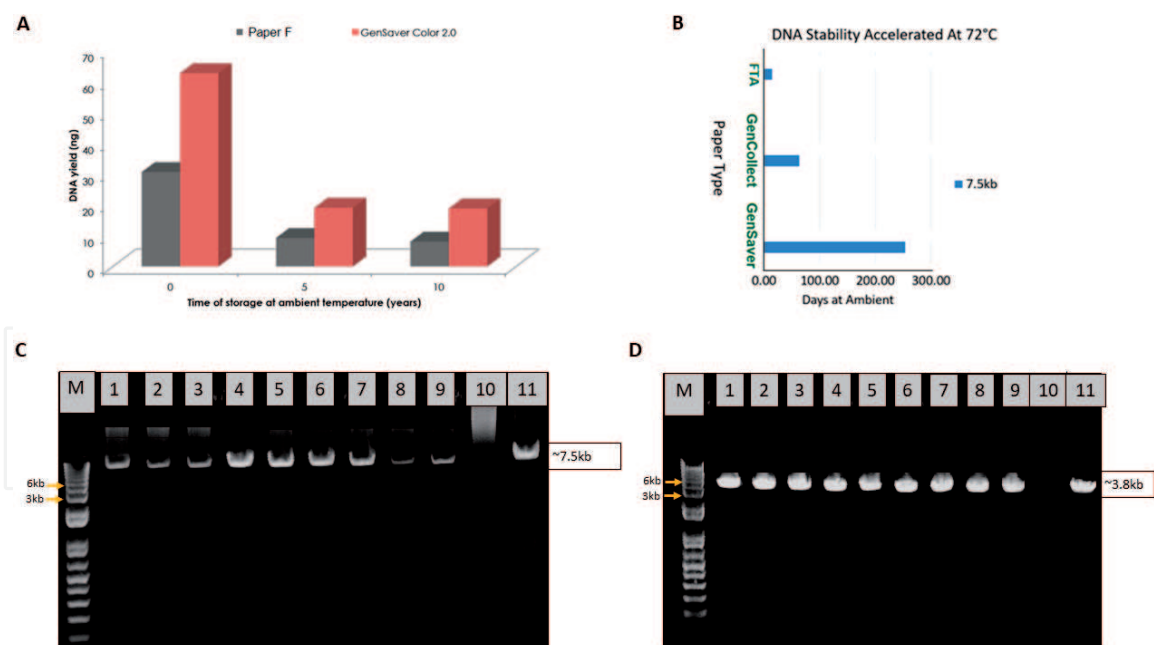 A
Paper F
GenSaver Color 2.0
70
60
50
40
30
20
10
0
DNA yield (ng)
0
5
10
Time of storage at ambient temperature (years)
B
DNA Stability Accelerated At 72°C
Paper Type
FTA
GenCollect
GenSaver
7.5kb
0.00 100.00 200.00 300.00
Days at Ambient
C
M 1 2 3 4 5 6 7 8 9 10 11
~7.5kb
6kb
3kb
D
M 1 2 3 4 5 6 7 8 9 10 11
6kb
~3.8kb
3kb